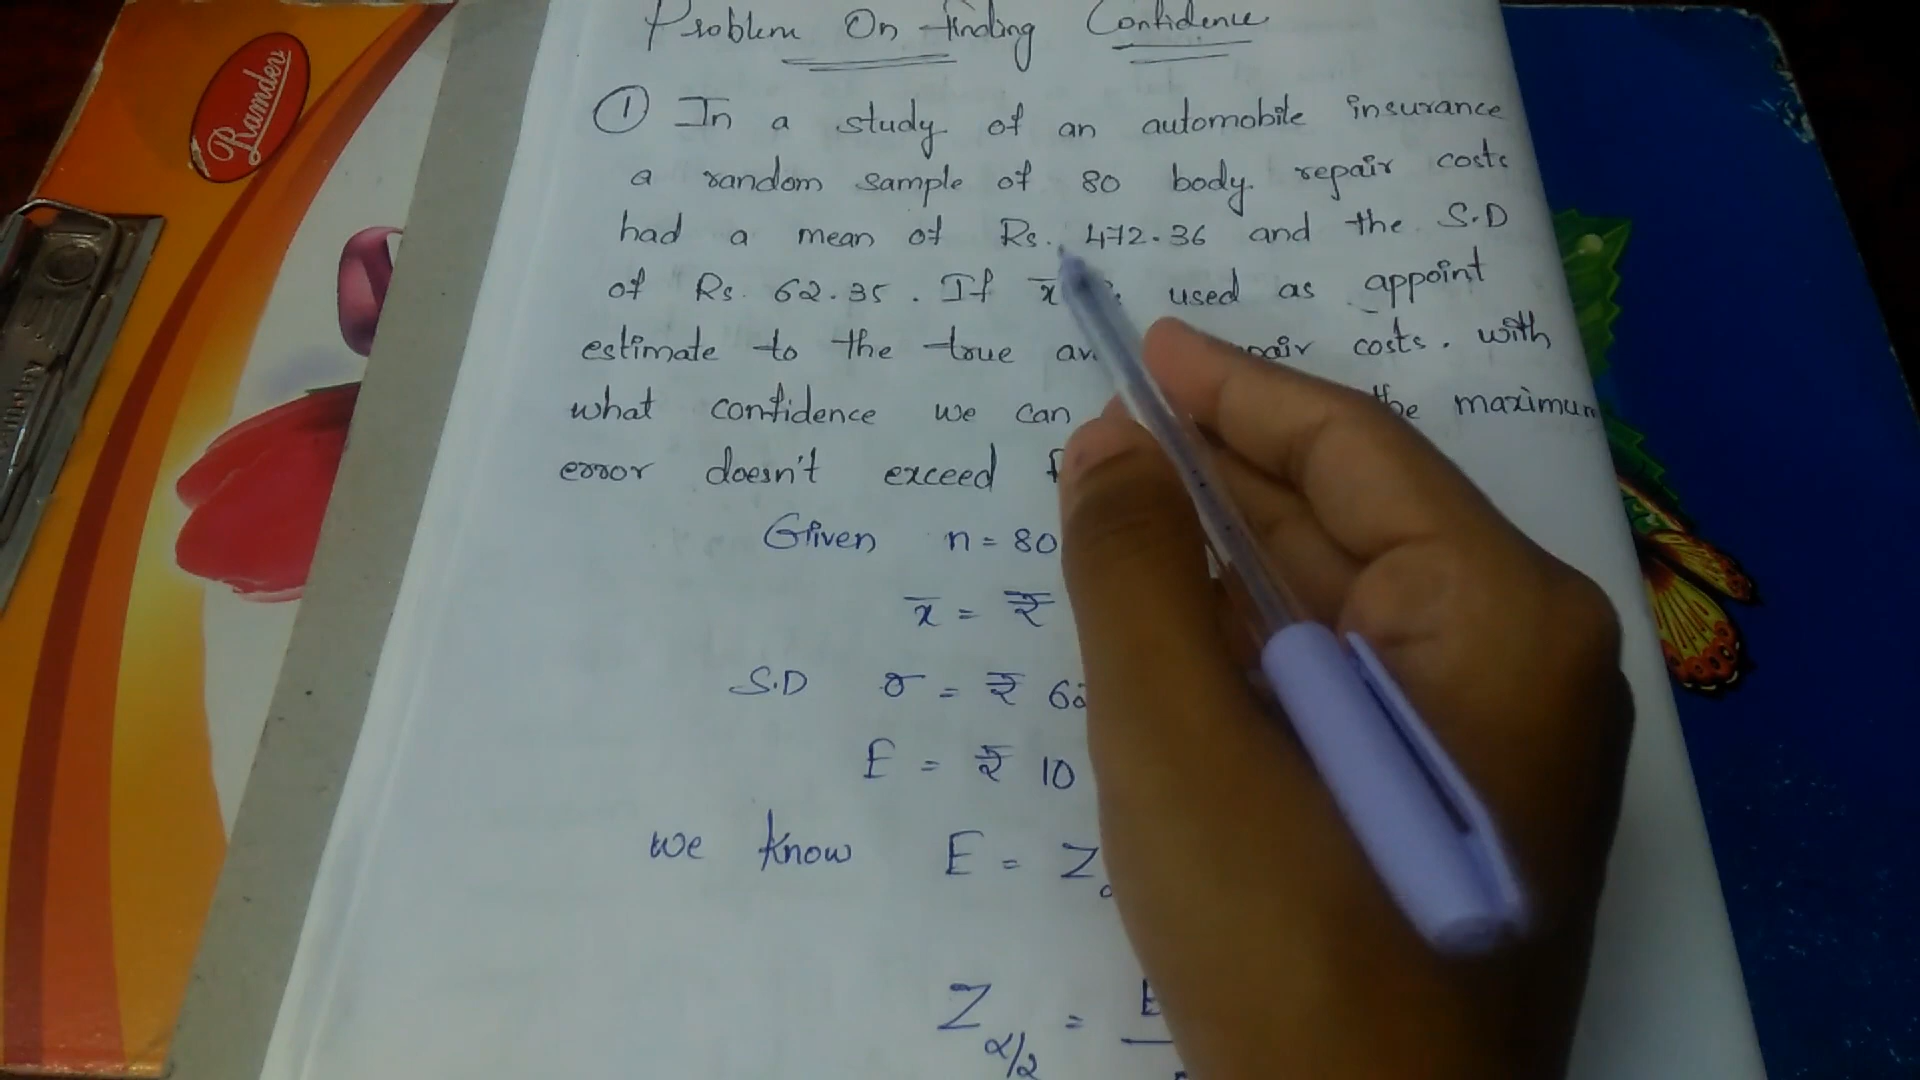 Ramdev
Problem On finding Confidence
① In a study of an automobile insurance
a random sample of 80 body repair costs
had a mean of Rs. 472.36 and the S.D
of Rs. 62.35. If x̄ used as appoint
estimate to the true costs. with
what confidence we can the maximum
error doesn't exceed
Given n = 80
x̄ = ₹
S.D σ = ₹ 62
E = ₹ 10
we know E = Z
Z α/2 = E